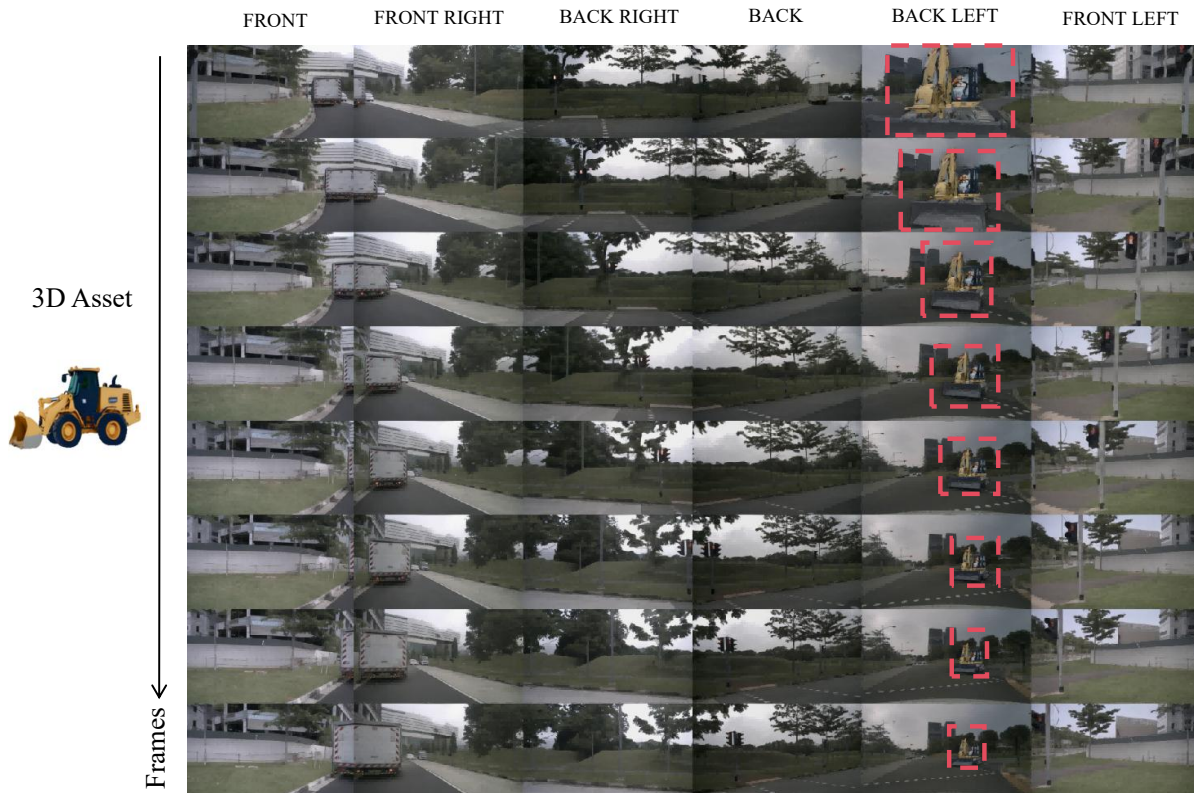 FRONT
FRONT RIGHT
BACK RIGHT
BACK
BACK LEFT
FRONT LEFT
3D Asset
Frames